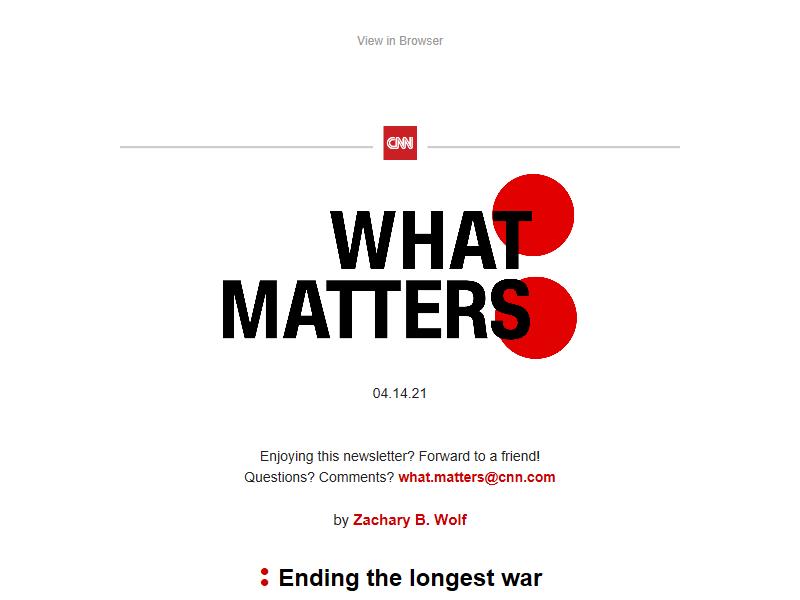 View in Browser
CNN
WHAT
MATTERS
04.14.21
Enjoying this newsletter? Forward to a friend!
Questions? Comments? what.matters@cnn.com
by Zachary B. Wolf
Ending the longest war